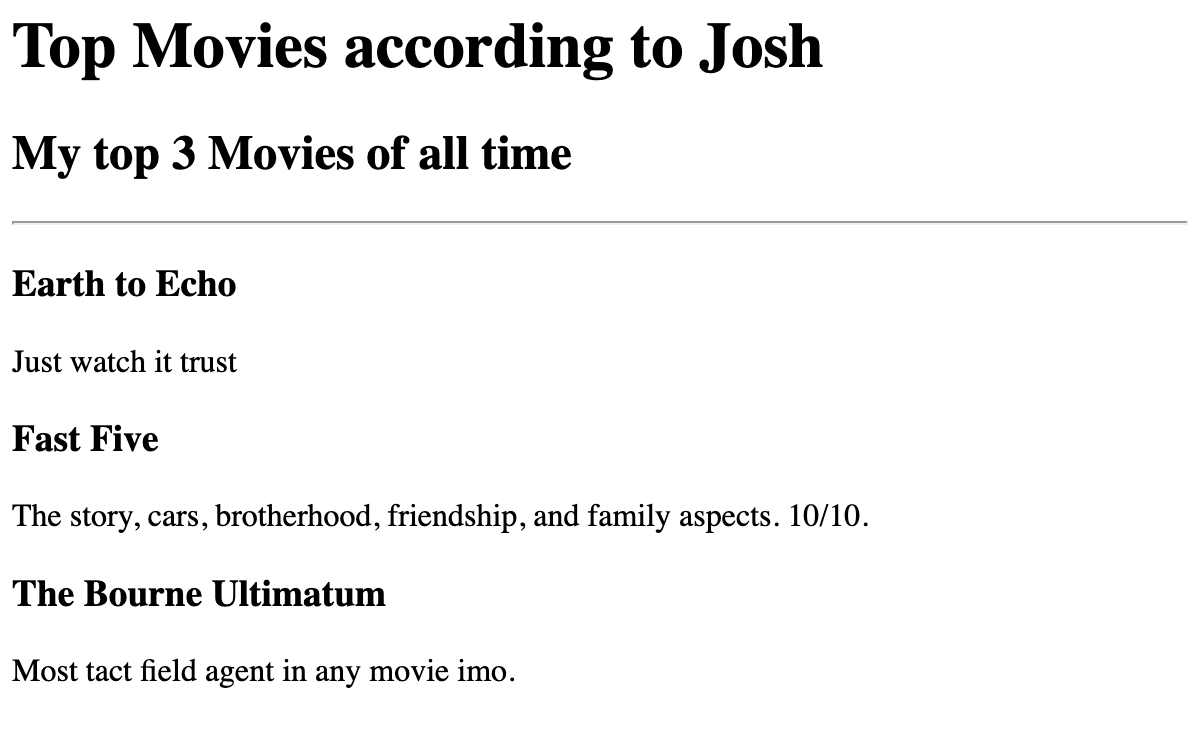 Top Movies according to Josh
My top 3 Movies of all time
Earth to Echo
Just watch it trust
Fast Five
The story, cars, brotherhood, friendship, and family aspects. 10/10.
The Bourne Ultimatum
Most tact field agent in any movie imo.